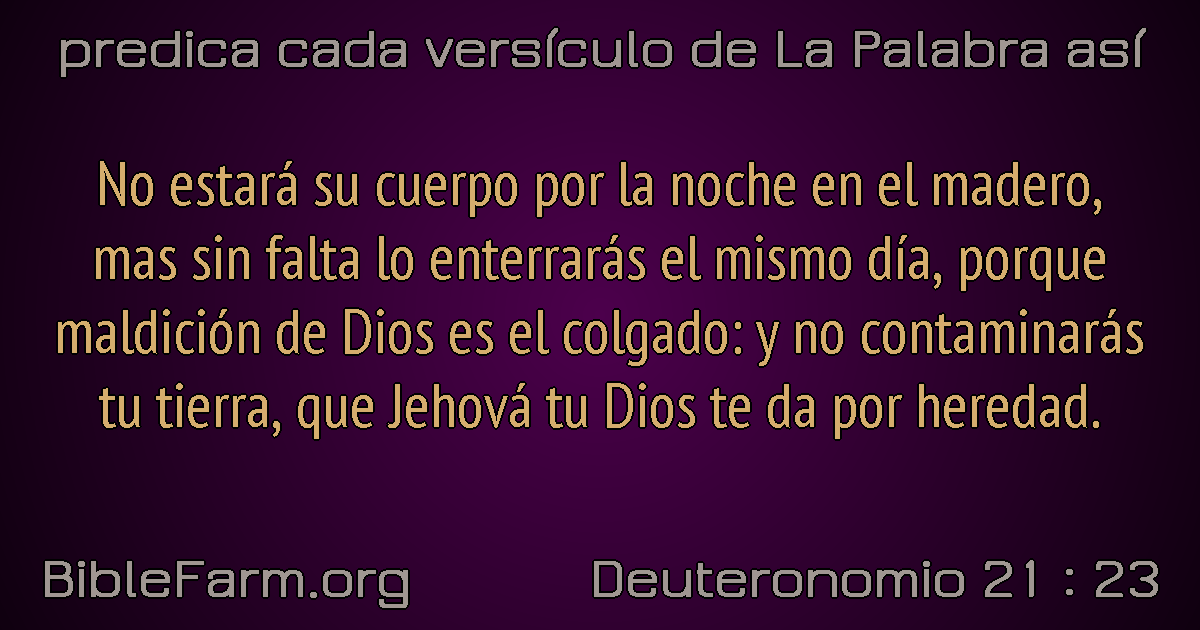 predica cada versículo de La Palabra así
No estará su cuerpo por la noche en el madero,
mas sin falta lo enterrarás el mismo día, porque
maldición de Dios es el colgado: y no contaminarás
tu tierra, que Jehová tu Dios te da por heredad.
BibleFarm.org
Deuteronomio 21 : 23